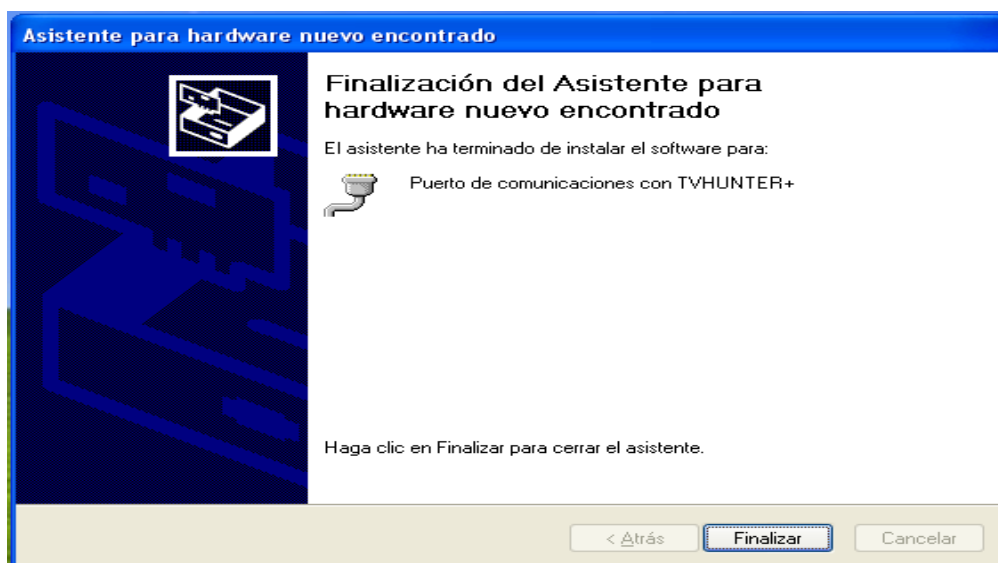 Asistente para hardware nuevo encontrado
Finalización del Asistente para
hardware nuevo encontrado
El asistente ha terminado de instalar el software para:
Puerto de comunicaciones con TVHUNTER+
Haga clic en Finalizar para cerrar el asistente.
< Atrás
Finalizar
Cancelar